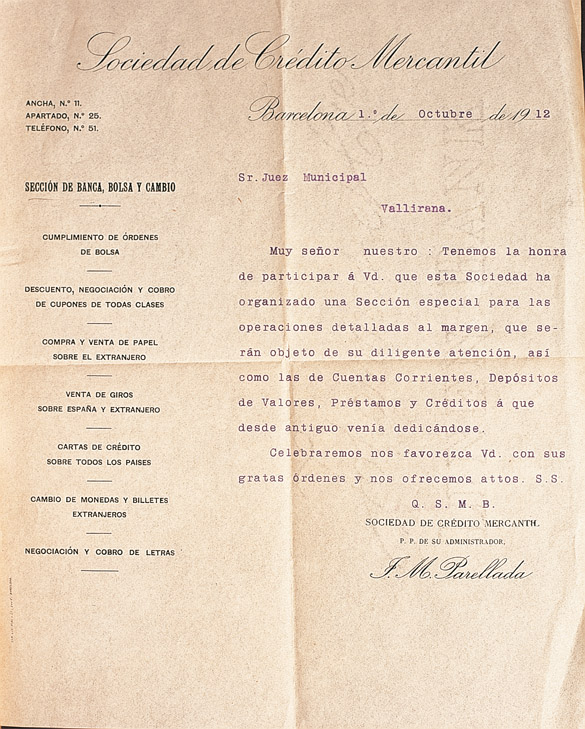 Sociedad de Crédito Mercantil
ANCHA, N.º 11.
APARTADO, N.º 25.
TELÉFONO, N.º 51.
Barcelona 1.º de Octubre de 1912
SECCIÓN DE BANCA, BOLSA Y CAMBIO
CUMPLIMIENTO DE ÓRDENES
DE BOLSA
DESCUENTO, NEGOCIACIÓN Y COBRO
DE CUPONES DE TODAS CLASES
COMPRA Y VENTA DE PAPEL
SOBRE EL EXTRANJERO
VENTA DE GIROS
SOBRE ESPAÑA Y EXTRANJERO
CARTAS DE CRÉDITO
SOBRE TODOS LOS PAISES
CAMBIO DE MONEDAS Y BILLETES
EXTRANJEROS
NEGOCIACIÓN Y COBRO DE LETRAS
Sr. Juez Municipal
Vallirana.
Muy señor nuestro : Tenemos la honra
de participar á Vd. que esta Sociedad ha
organizado una Sección especial para las
operaciones detalladas al margen, que se-
rán objeto de su diligente atención, así
como las de Cuentas Corrientes, Depósitos
de Valores, Préstamos y Créditos á que
desde antiguo venía dedicándose.
Celebraremos nos favorezca Vd. con sus
gratas órdenes y nos ofrecemos attos. S.S.
Q. S. M. B.
SOCIEDAD DE CRÉDITO MERCANTIL
P. P. DE SU ADMINISTRADOR,
J. M. Parellada